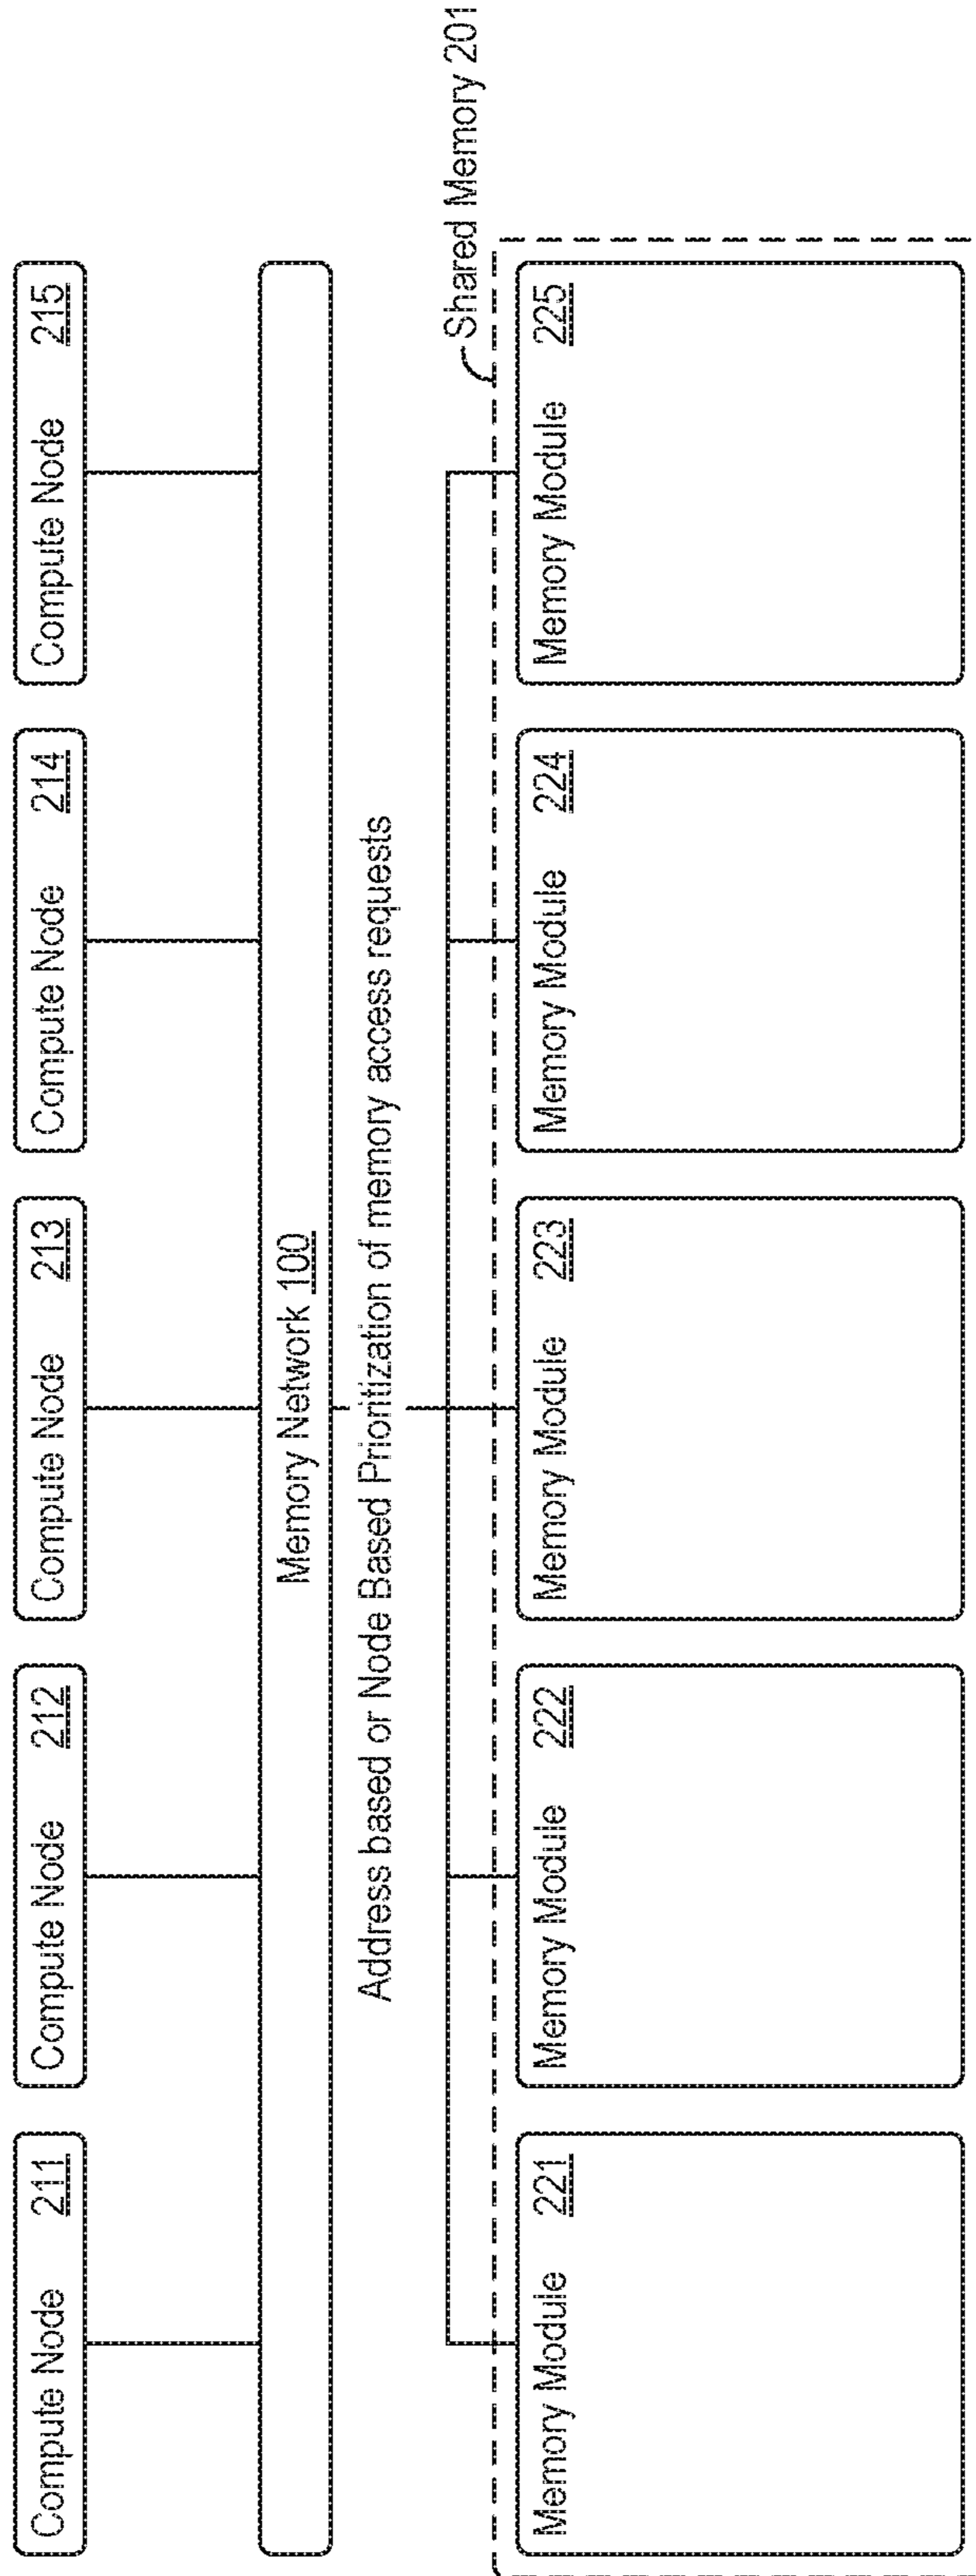 Compute Node 211
Compute Node 212
Compute Node 213
Compute Node 214
Compute Node 215
Memory Network 100
Address based or Node Based Prioritization of memory access requests
Shared Memory 201
Memory Module 221
Memory Module 222
Memory Module 223
Memory Module 224
Memory Module 225